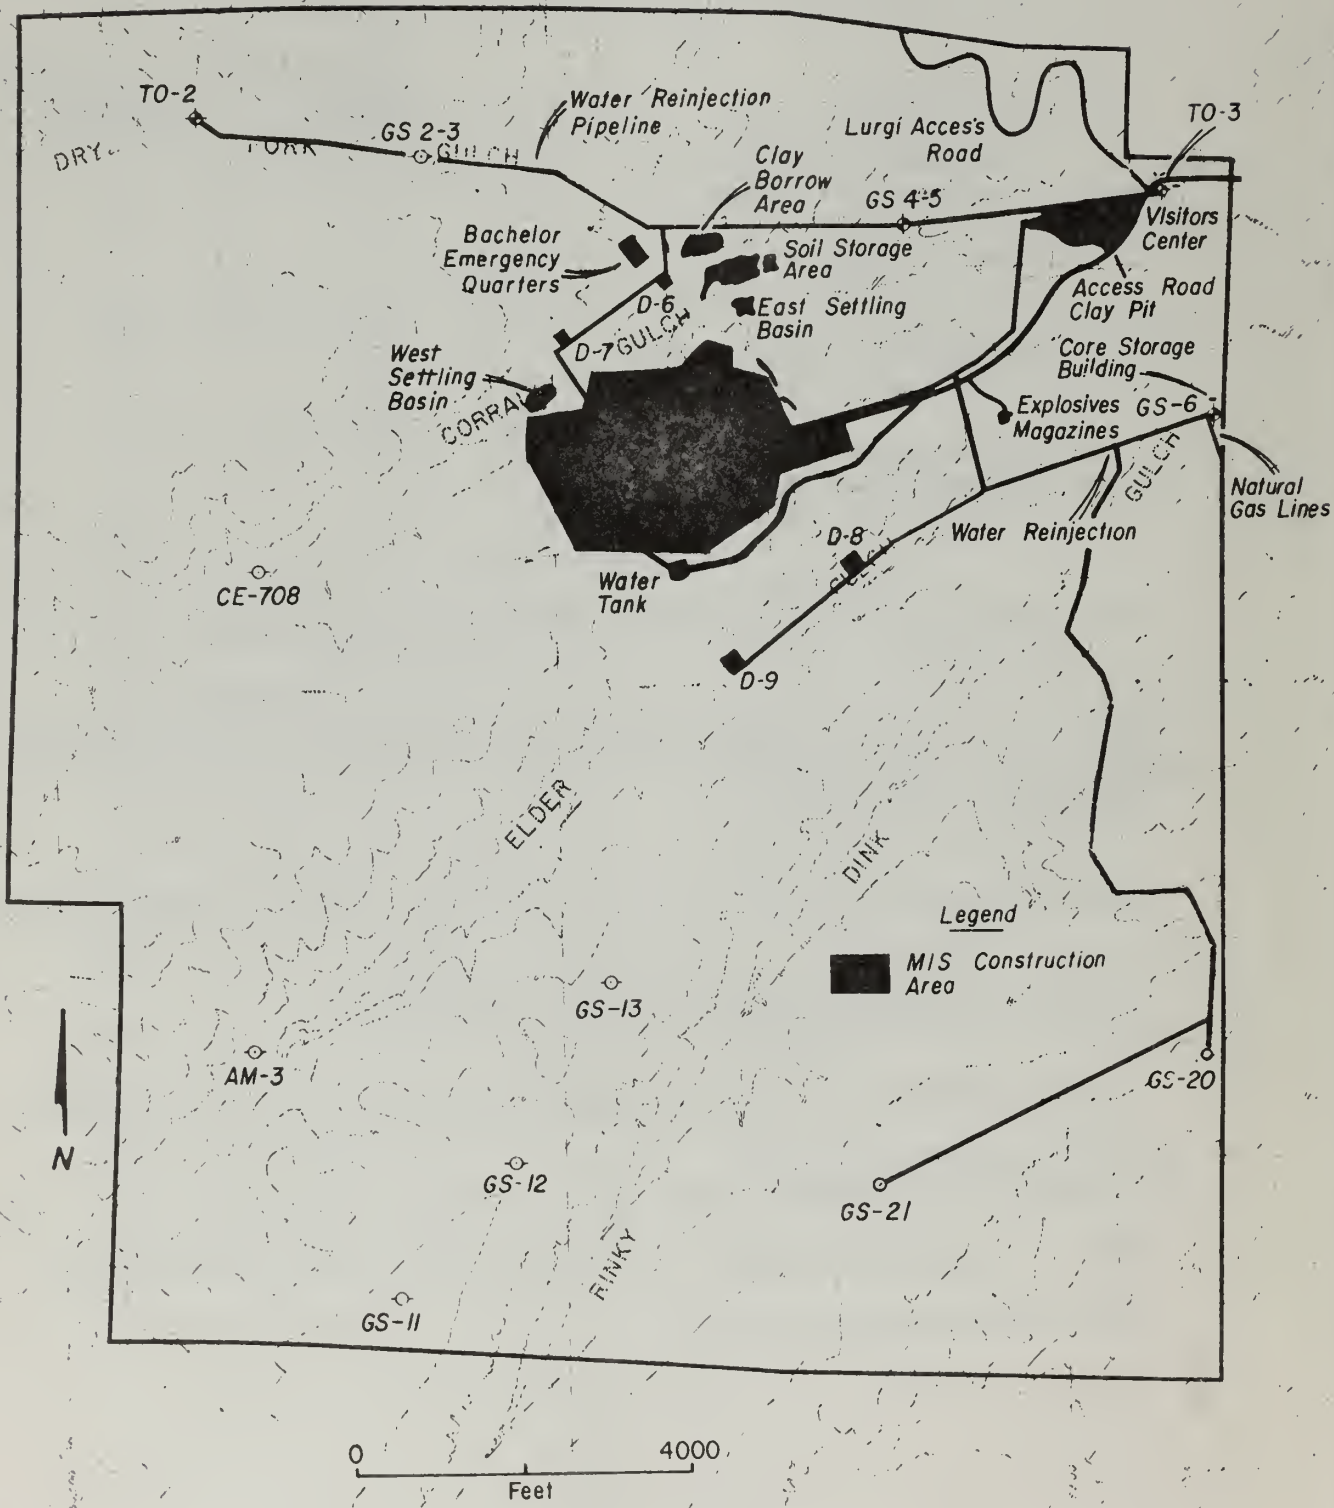 TO-2
Water Reinjection
Pipeline
Lurgi Access's
Road
TO-3
DRY
FORK
GS 2-3
GULCH
Clay
Borrow
Area
GS 4-5
Visitors
Center
Bachelor
Emergency
Quarters
Soil Storage
Area
D-6
East Settling
Basin
Access Road
Clay Pit
D-7
GULCH
West
Settling
Basin
CORRAL
Core Storage
Building
Explosives
Magazines
GS-6
GULCH
Natural
Gas Lines
D-8
Water Reinjection
CE-708
Water
Tank
D-9
ELDER
DINK
Legend
MIS Construction
Area
GS-13
AM-3
GS-20
N
GS-12
GS-21
RINKY
GS-11
0 4000
Feet